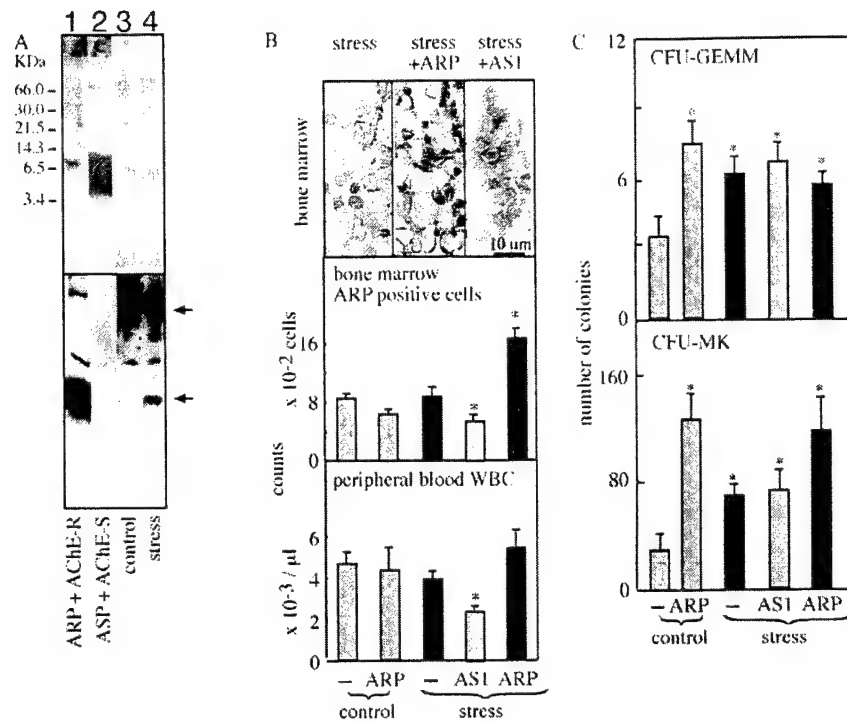 1 2 3 4
A
KDa
66.0
30.0
21.5
14.3
6.5
3.4
ARP + AChE-R
ASP + AChE-S
control
stress
B
stress stress stress
+ARP +AS1
bone marrow
10 um
bone marrow
ARP positive cells
x 10-2 cells
16
8
0
counts
peripheral blood WBC
x 10-3 / µl
6
4
2
0
– ARP – AS1 ARP
control stress
C
CFU-GEMM
12
6
0
number of colonies
CFU-MK
160
80
0
– ARP – AS1 ARP
control stress